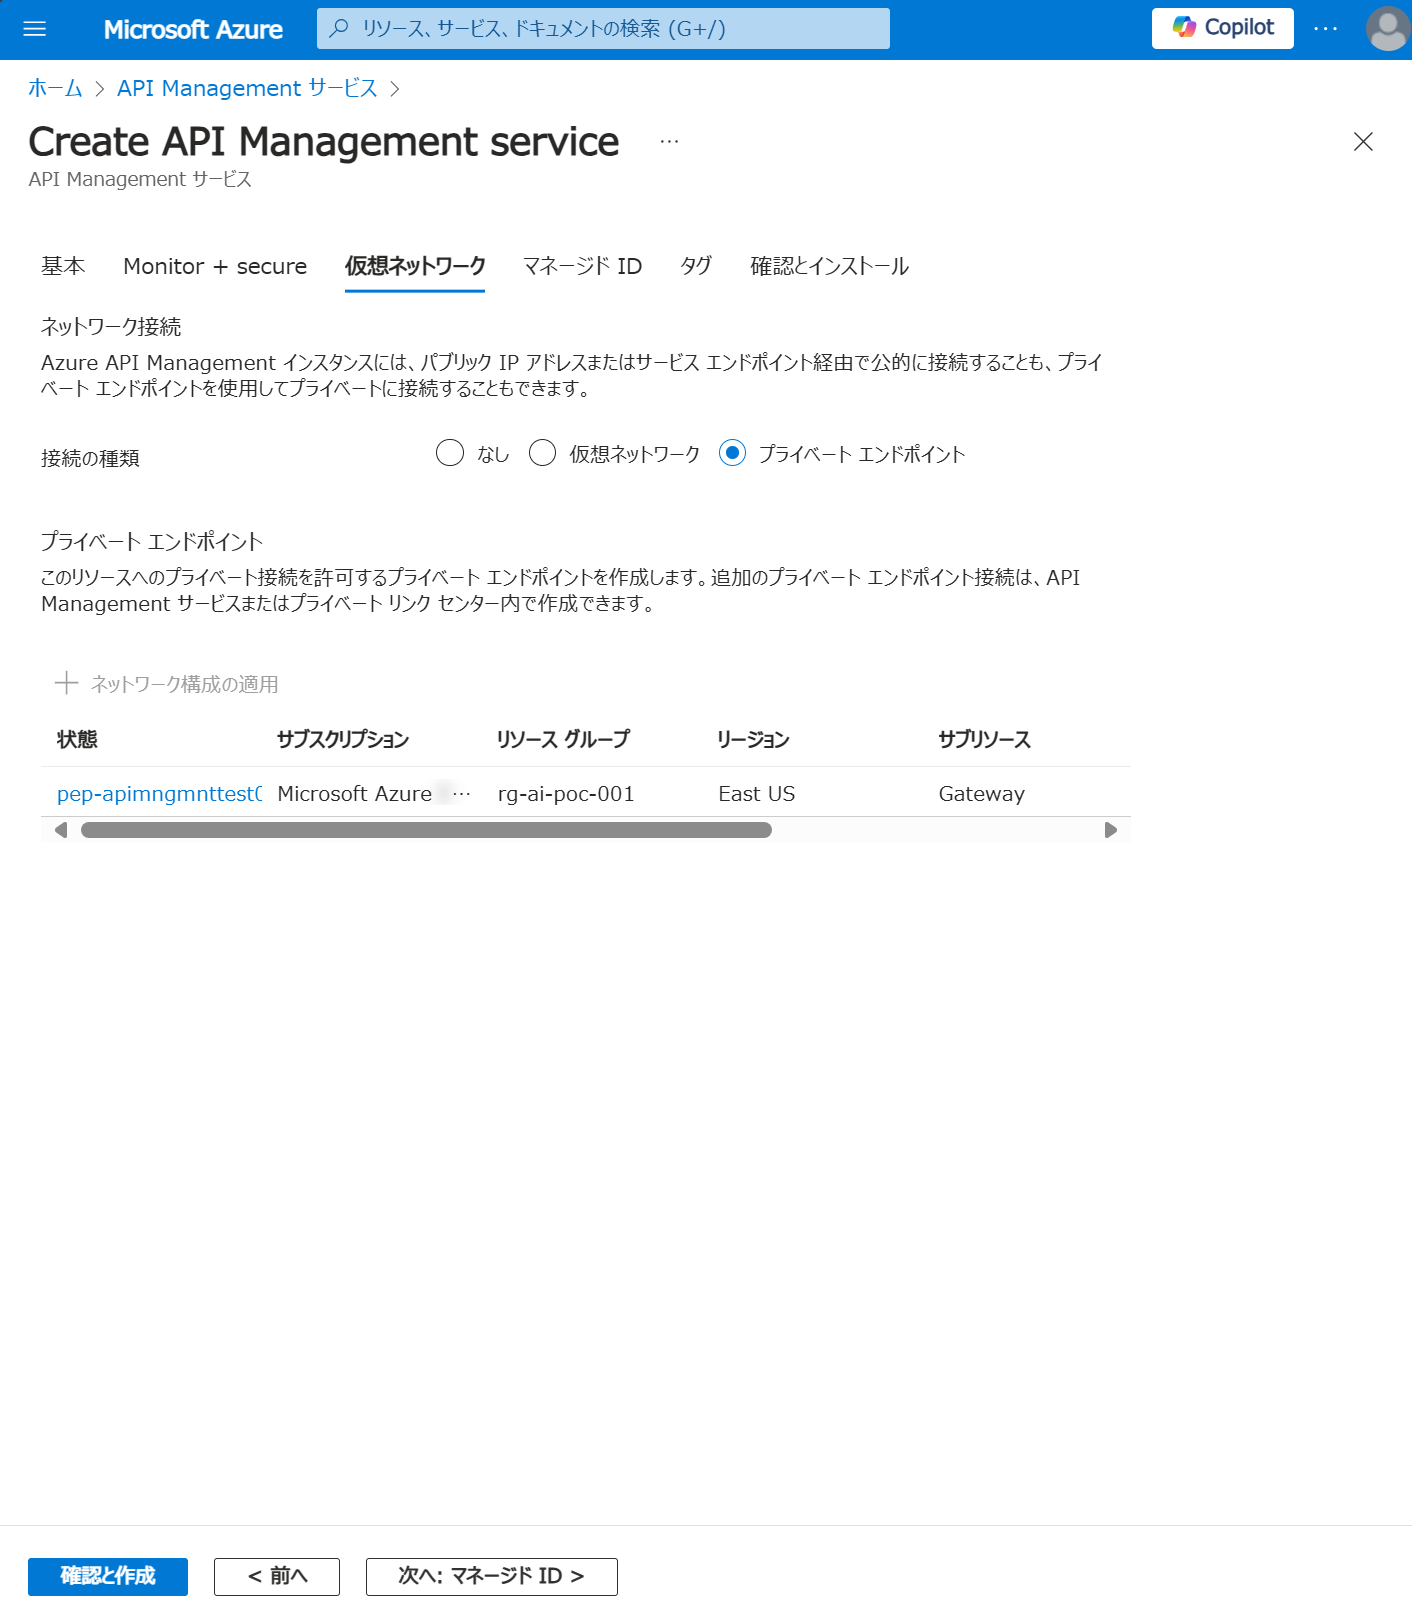 Microsoft Azure
リソース、サービス、ドキュメントの検索 (G+/)
Copilot
ホーム > API Management サービス >
Create API Management service ...
API Management サービス
基本 Monitor + secure 仮想ネットワーク マネージド ID タグ 確認とインストール
ネットワーク接続
Azure API Management インスタンスには、パブリック IP アドレスまたはサービス エンドポイント経由で公的に接続することも、プライ
ベート エンドポイントを使用してプライベートに接続することもできます。
接続の種類 なし 仮想ネットワーク プライベート エンドポイント
プライベート エンドポイント
このリソースへのプライベート接続を許可するプライベート エンドポイントを作成します。追加のプライベート エンドポイント接続は、API
Management サービスまたはプライベート リンク センター内で作成できます。
ネットワーク構成の適用
状態 サブスクリプション リソース グループ リージョン サブリソース
pep-apimngmnttest Microsoft Azure ... rg-ai-poc-001 East US Gateway
確認と作成 < 前へ 次へ: マネージド ID >